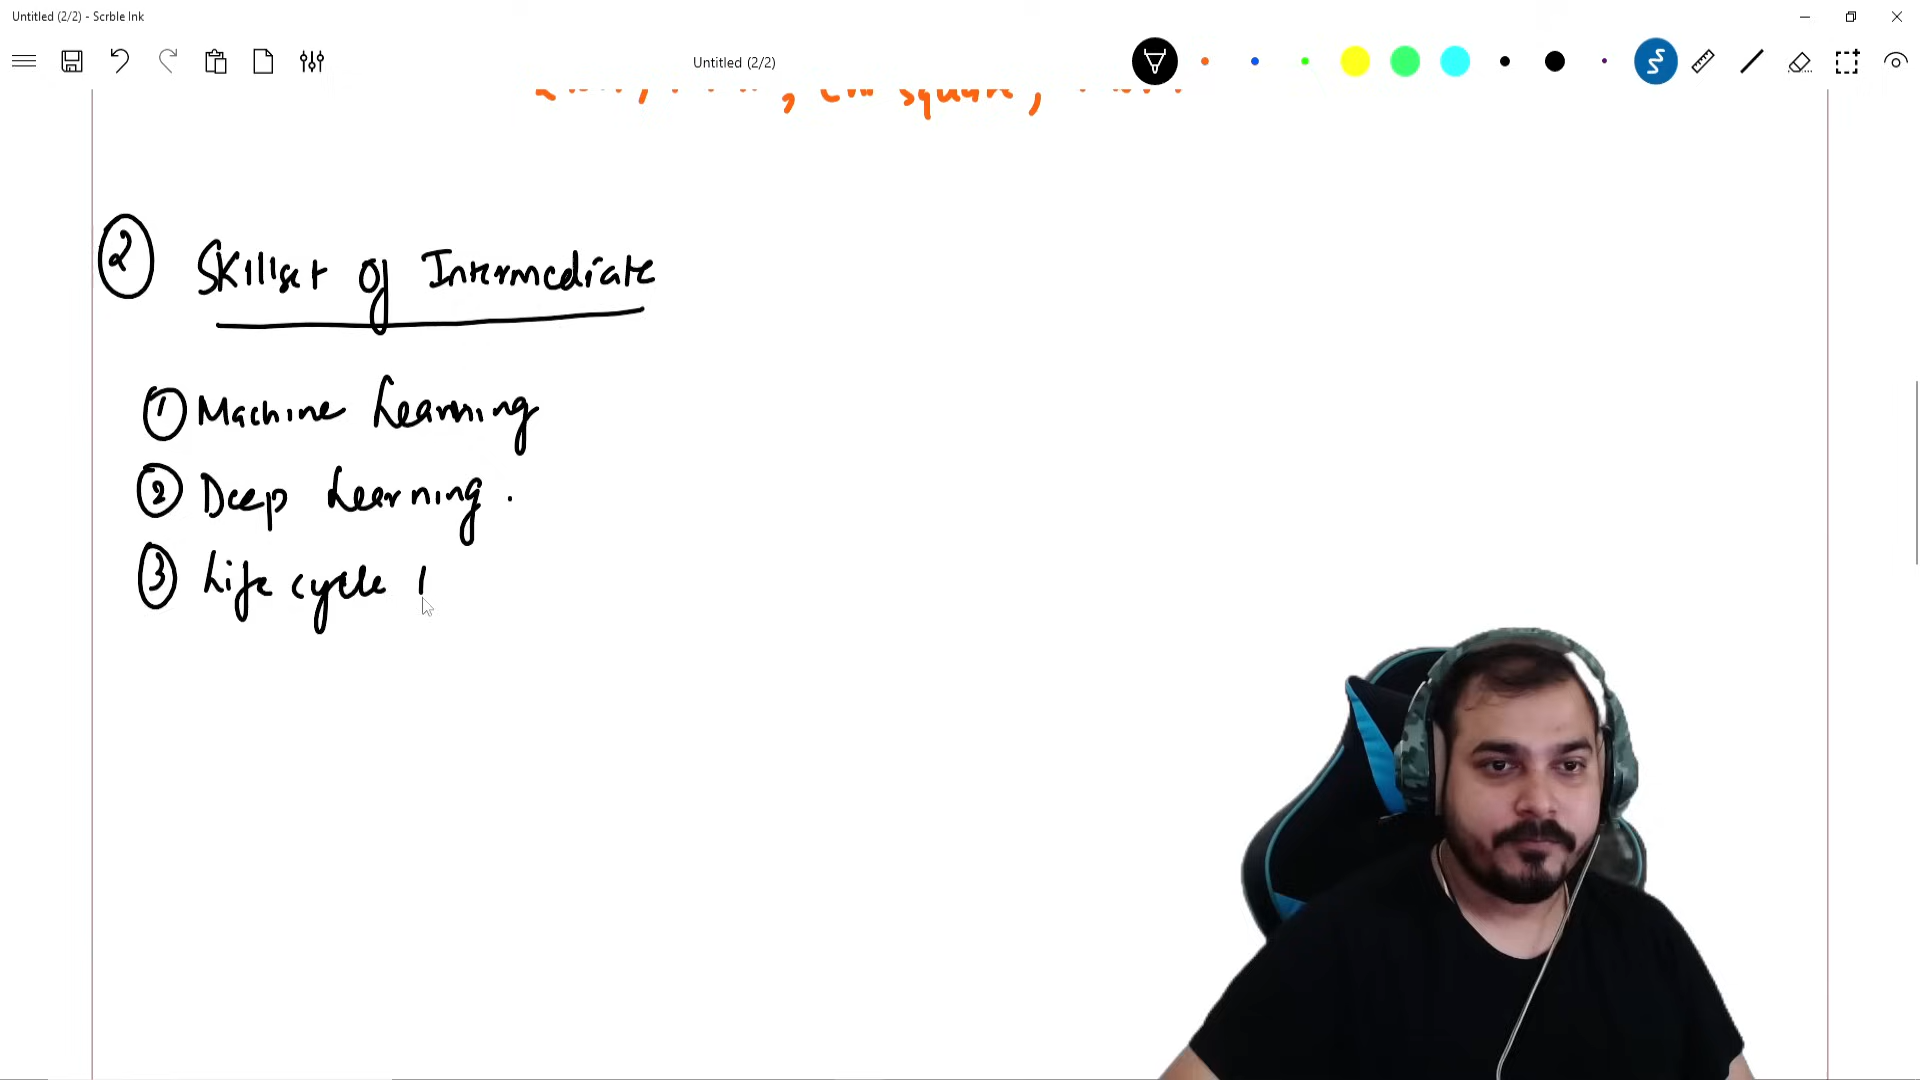 Untitled (2/2) - Scrble Ink
Untitled (2/2)
square,
2 Skillset Of Intermediate
1 Machine Learning
2 Deep Learning.
3 Life cycle